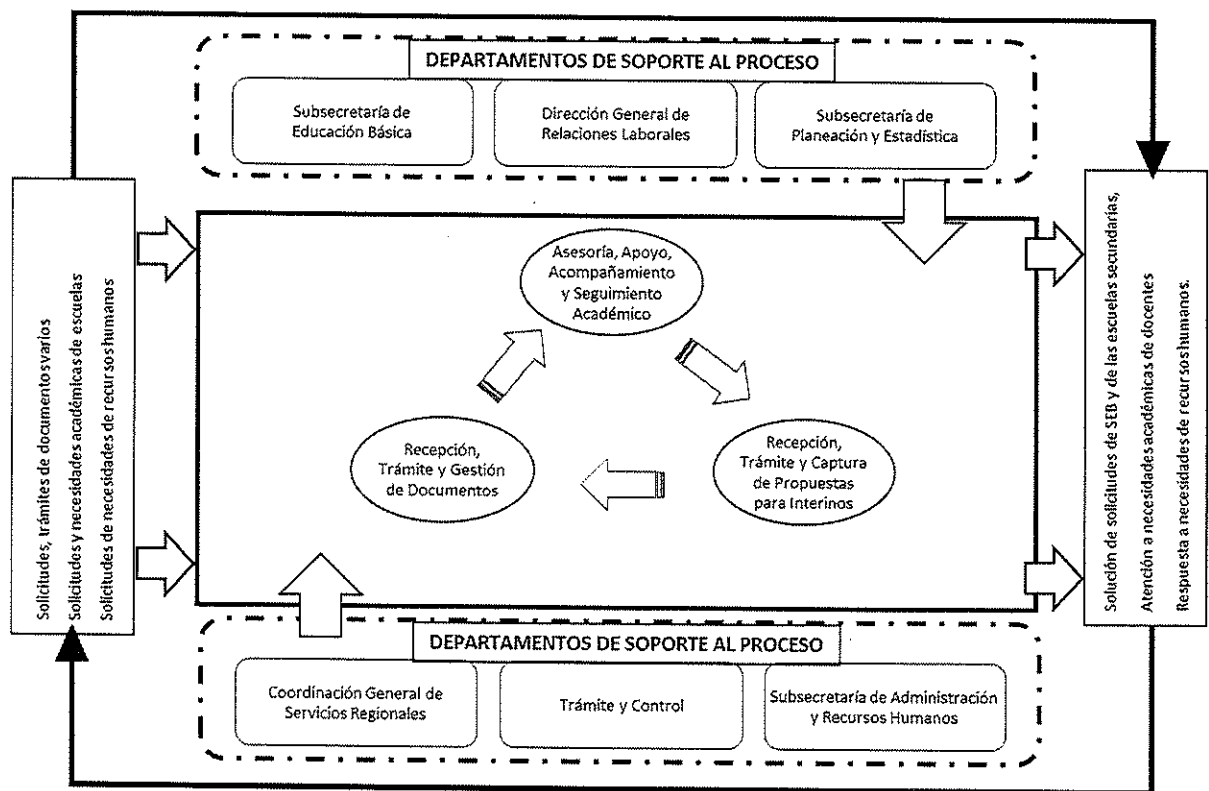 DEPARTAMENTOS DE SOPORTE AL PROCESO
Subsecretaría de
Educación Básica
Dirección General de
Relaciones Laborales
Subsecretaría de
Planeación y Estadística
Solicitudes, trámites de documentos varios
Solicitudes y necesidades académicas de escuelas
Solicitudes de necesidades de recursos humanos
Asesoría, Apoyo,
Acompañamiento
y Seguimiento
Académico
Recepción,
Trámite y Gestión
de Documentos
Recepción,
Trámite y Captura
de Propuestas
para Interinos
Solución de solicitudes de SEB y de las escuelas secundarias,
Atención a necesidades académicas de docentes
Respuesta a necesidades de recursos humanos.
DEPARTAMENTOS DE SOPORTE AL PROCESO
Coordinación General de
Servicios Regionales
Trámite y Control
Subsecretaría de Administración
y Recursos Humanos